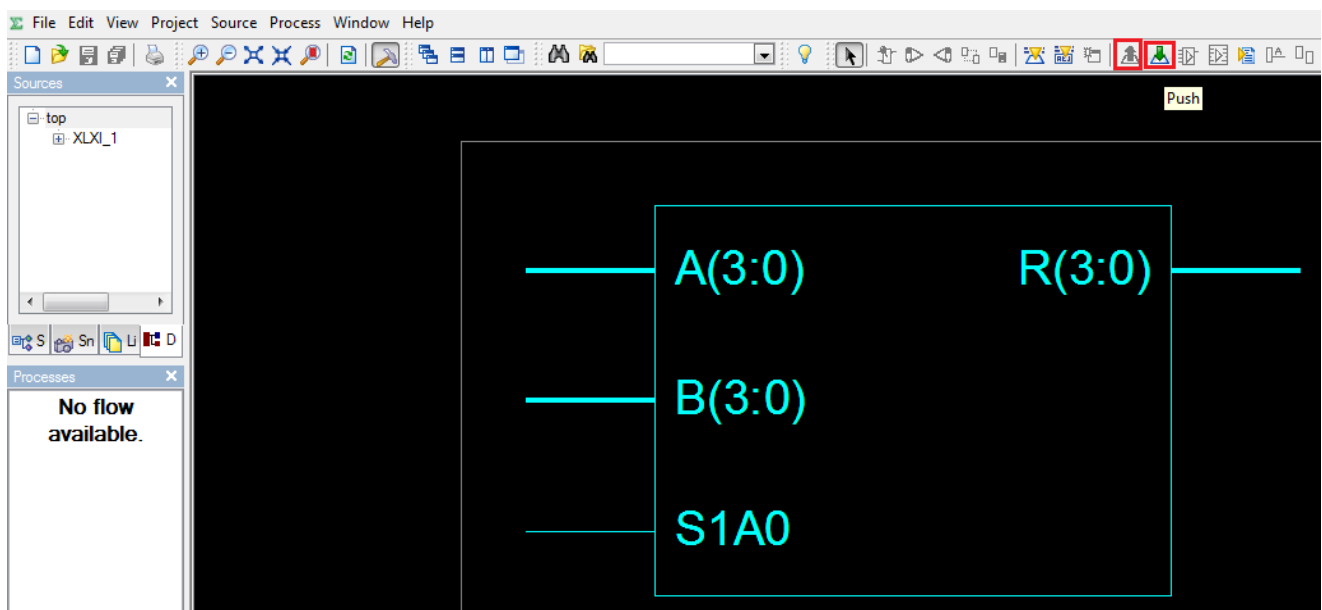 File Edit View Project Source Process Window Help
Sources
Push
top
XLXI_1
A(3:0) R(3:0)
S Sn Li D
Processes
No flow
available.
B(3:0)
S1A0